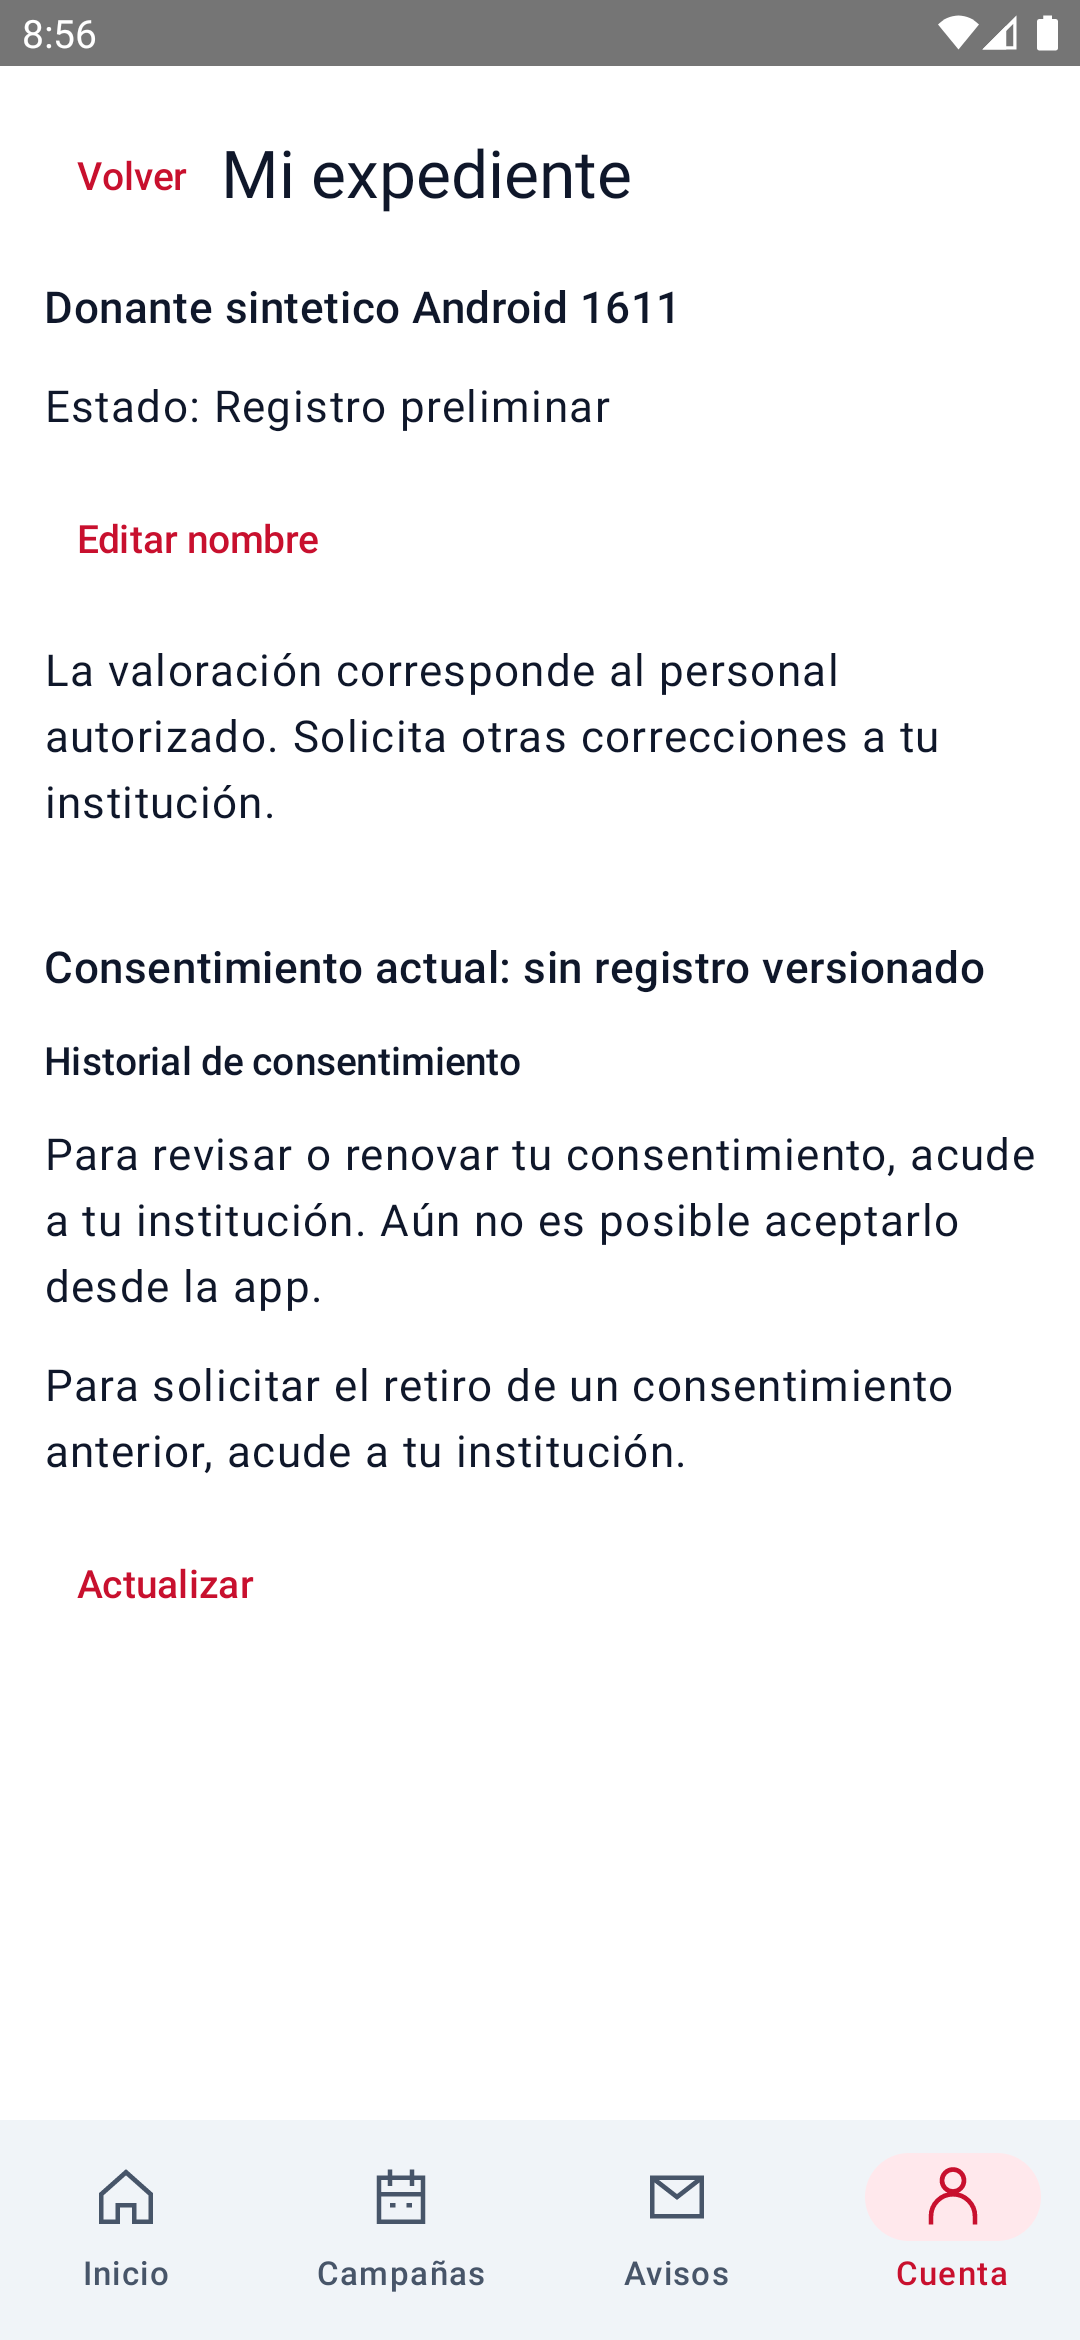 8:56
Volver
Mi expediente
Donante sintetico Android 1611
Estado: Registro preliminar
Editar nombre
La valoración corresponde al personal
autorizado. Solicita otras correcciones a tu
institución.
Consentimiento actual: sin registro versionado
Historial de consentimiento
Para revisar o renovar tu consentimiento, acude
a tu institución. Aún no es posible aceptarlo
desde la app.
Para solicitar el retiro de un consentimiento
anterior, acude a tu institución.
Actualizar
Inicio
Campañas
Avisos
Cuenta